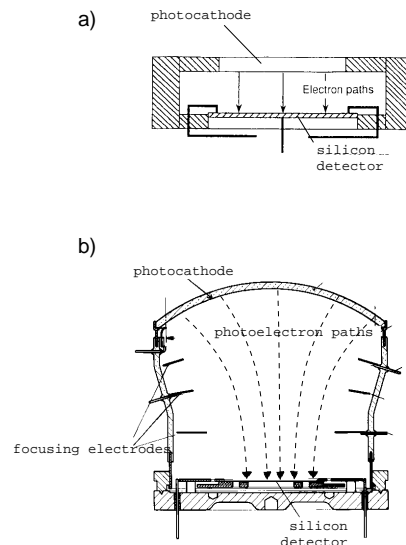 a)
photocathode
Electron paths
silicon
detector
b)
photocathode
photoelectron paths
focusing electrodes
silicon
detector